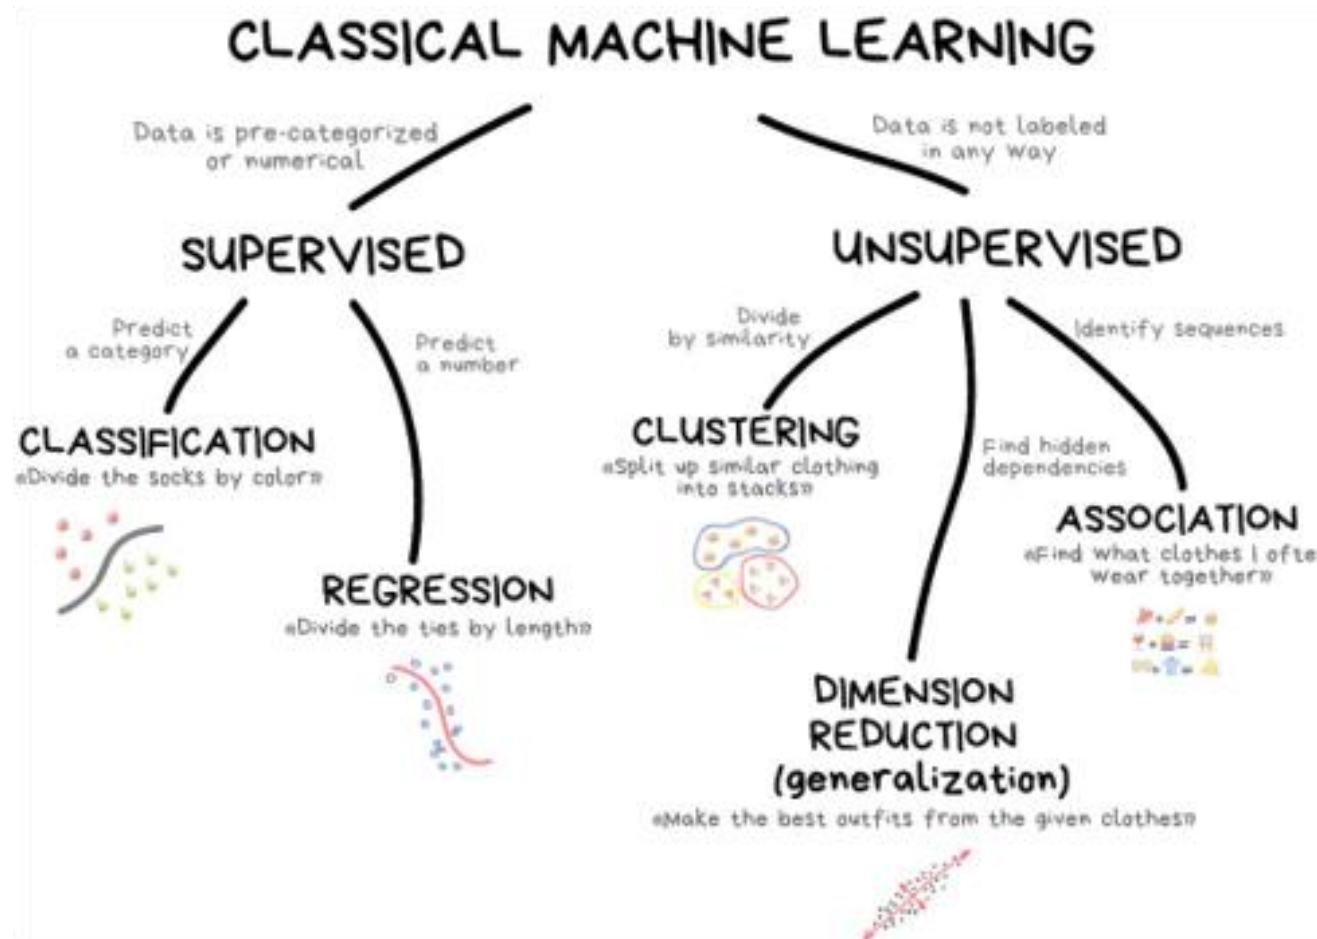 CLASSICAL MACHINE LEARNING
Data is pre-categorized
or numerical
Data is not labeled
in any way
SUPERVISED
UNSUPERVISED
Predict
a category
Predict
a number
Divide
by similarity
Identify sequences
CLASSIFICATION
«Divide the socks by color»
CLUSTERING
«Split up similar clothing
into stacks»
Find hidden
dependencies
ASSOCIATION
«Find what clothes I ofte
wear together»
REGRESSION
«Divide the ties by length»
DIMENSION
REDUCTION
(generalization)
«Make the best outfits from the given clothes»